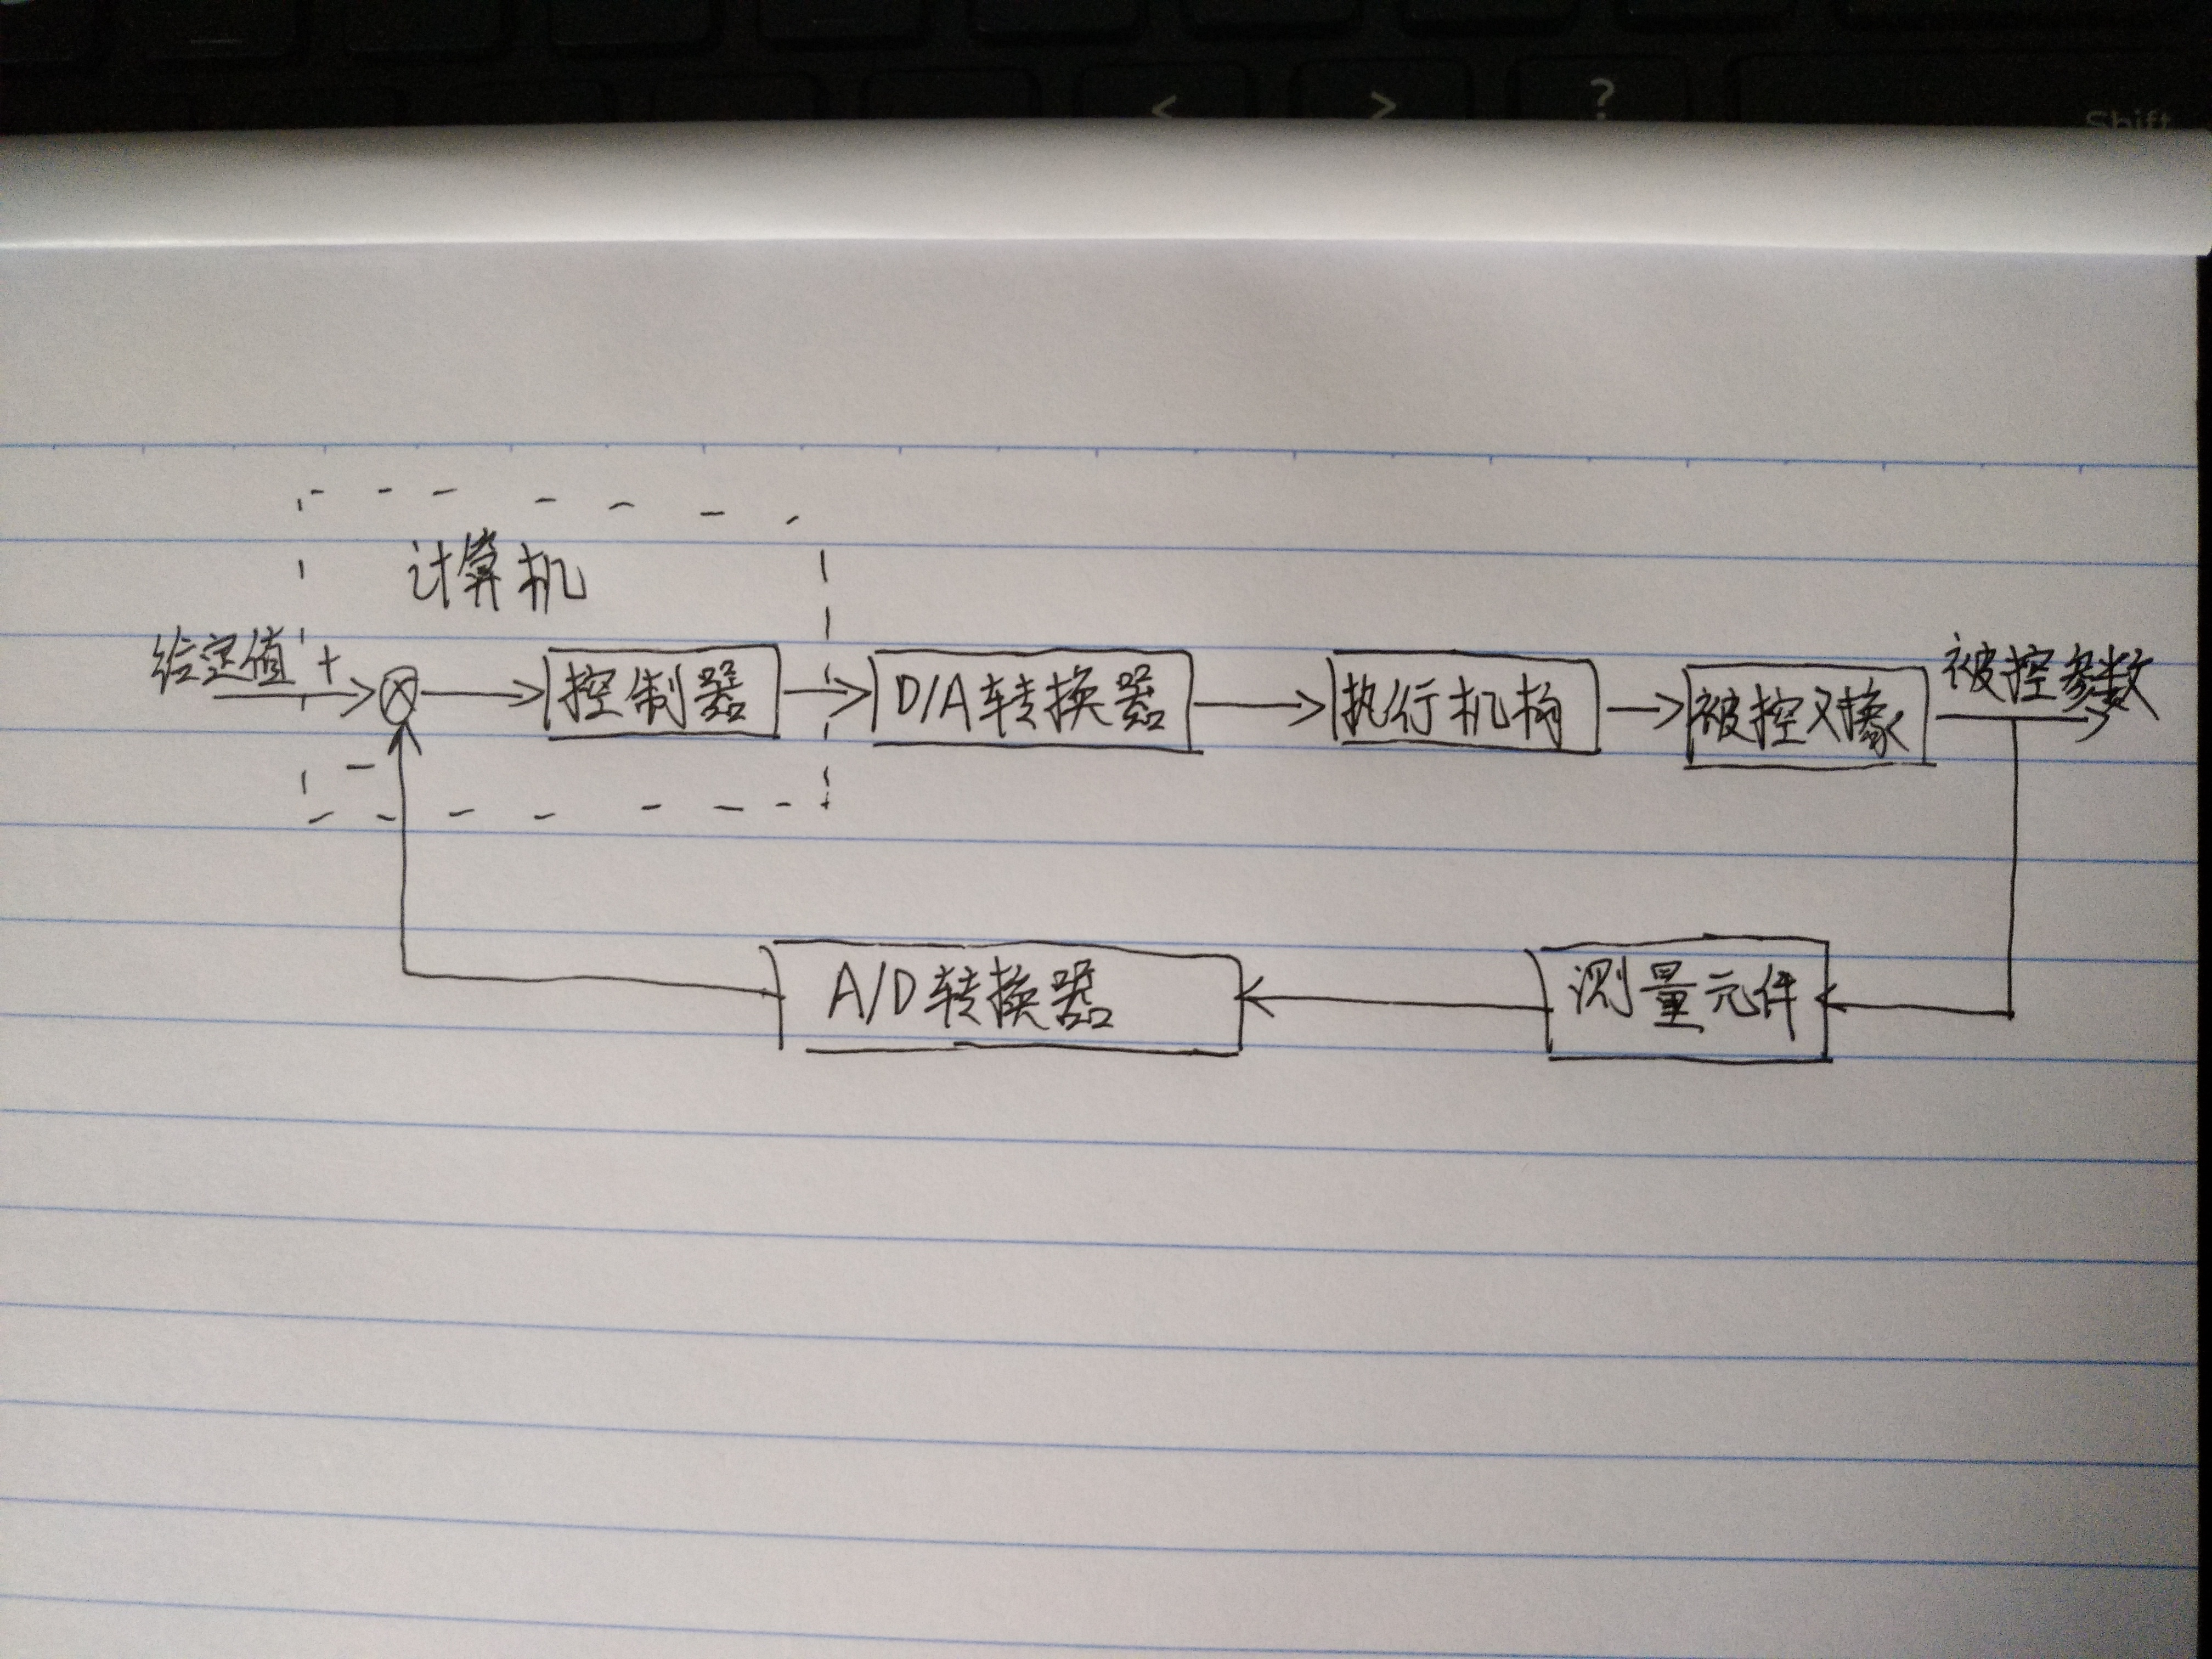 < > ?
Shift
计算机
给定值 + 控制器 D/A转换器 执行机构 被控对象 被控参数
-
A/D转换器 测量元件